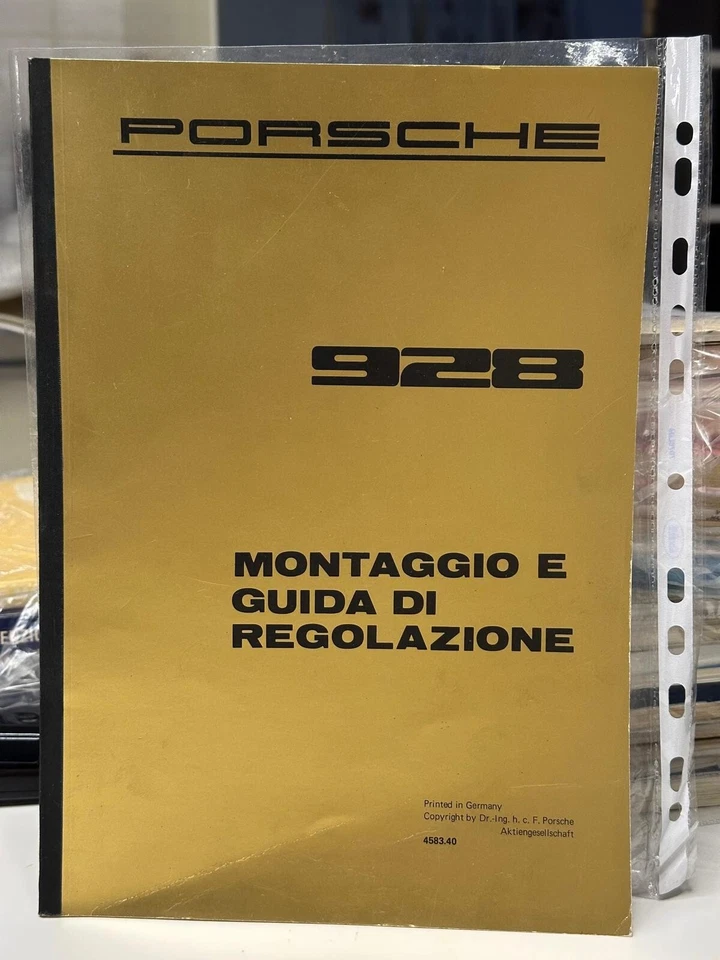 PORSCHE
928
MONTAGGIO E
GUIDA DI
REGOLAZIONE
Printed in Germany
Copyright by Dr.-Ing. h. c. F. Porsche
Aktiengesellschaft
4583.40